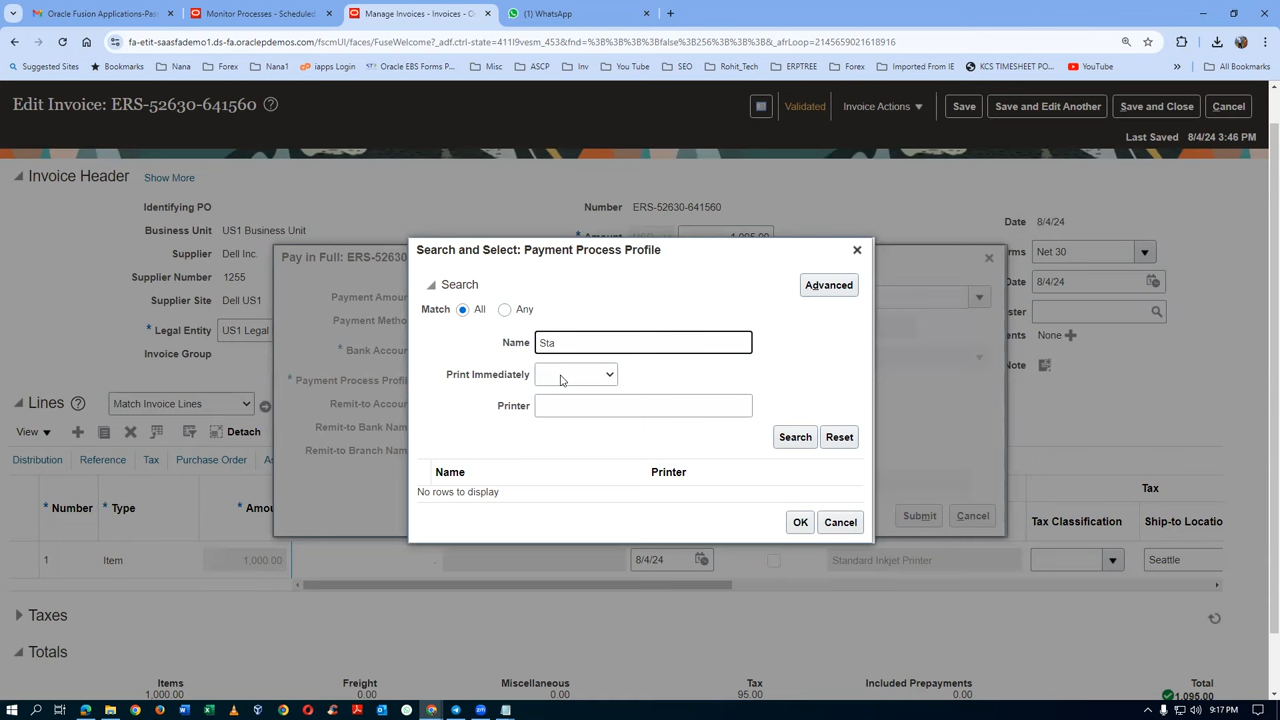 Oracle Fusion Applications-Pas
Monitor Processes - Scheduled
Manage Invoices - Invoices - O
(1) WhatsApp
fa-etit-saasfademo1.ds-fa.oraclepdemos.com/fscmUI/faces/FuseWelcome?_adf.ctrl-state=411l9vesm_453&fnd=%3B%3B%3B%3Bfalse%3B256%3B%3B%3B&_afrLoop=2145659021618916
Suggested Sites
Bookmarks
Nana
Forex
Nana1
iapps Login
Oracle EBS Forms P...
Misc
ASCP
Inv
You Tube
SEO
Rohit_Tech
ERPTREE
Forex
Imported From IE
KCS TIMESHEET PO...
YouTube
All Bookmarks
Edit Invoice: ERS-52630-641560
Validated
Invoice Actions
Save
Save and Edit Another
Save and Close
Cancel
Last Saved 8/4/24 3:46 PM
Invoice Header
Show More
Identifying PO
Business Unit US1 Business Unit
Supplier Dell Inc.
Supplier Number 1255
Supplier Site Dell US1
* Legal Entity US1 Legal
Invoice Group
Number ERS-52630-641560
Amount
1,095.00
Date 8/4/24
Net 30
Date 8/4/24
None
Note
Pay in Full: ERS-52630
Payment Amou
Payment Metho
* Bank Accou
* Payment Process Profil
Remit-to Accou
Remit-to Bank Nam
Remit-to Branch Nam
Submit
Cancel
Search and Select: Payment Process Profile
Search
Advanced
Match All Any
Name Sta
Print Immediately
Printer
Search
Reset
Name
Printer
No rows to display
OK
Cancel
Lines
Match Invoice Lines
View
Detach
Distribution
Reference
Tax
Purchase Order
* Number
* Type
* Amou
Tax
Tax Classification
Ship-to Locatio
1
Item
1,000.00
8/4/24
Standard Inkjet Printer
Seattle
Taxes
Totals
Items
Freight
Miscellaneous
Tax
Included Prepayments
Total
1,000.00
0.00
0.00
95.00
0.00
1,095.00
9:17 PM